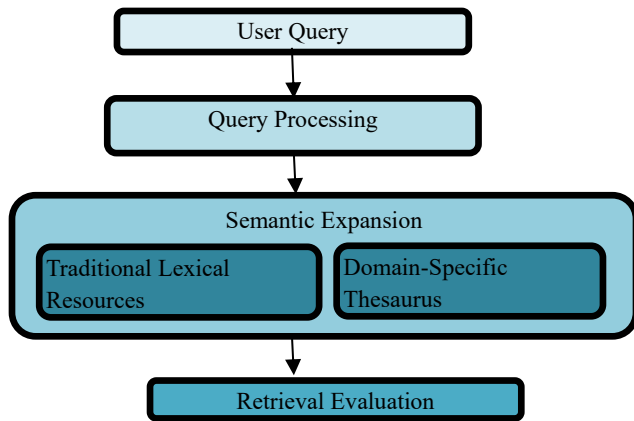 User Query
Query Processing
Semantic Expansion
Traditional Lexical
Resources
Domain-Specific
Thesaurus
Retrieval Evaluation